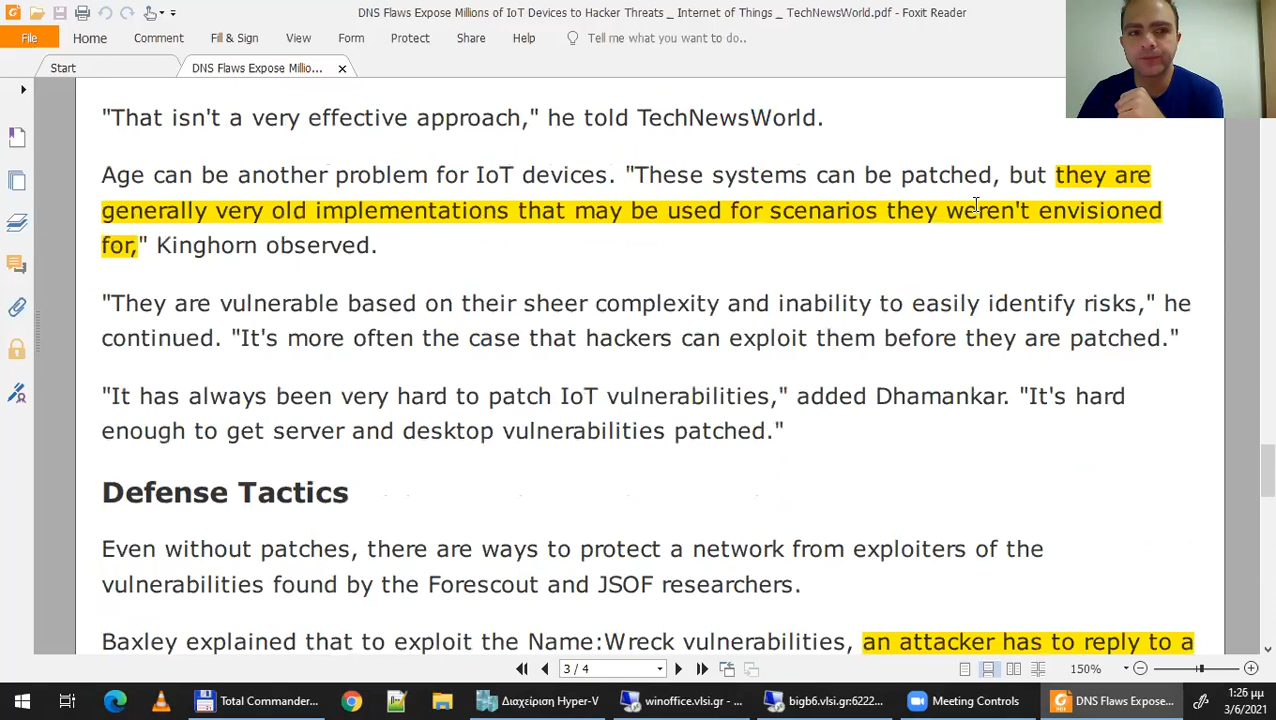 DNS Flaws Expose Millions of IoT Devices to Hacker Threats _ Internet of Things _ TechNewsWorld.pdf - Foxit Reader
File Home Comment Fill & Sign View Form Protect Share Help Tell me what you want to do..
Start DNS Flaws Expose Millio...
"That isn't a very effective approach," he told TechNewsWorld.
Age can be another problem for IoT devices. "These systems can be patched, but they are
generally very old implementations that may be used for scenarios they weren't envisioned
for," Kinghorn observed.
"They are vulnerable based on their sheer complexity and inability to easily identify risks," he
continued. "It's more often the case that hackers can exploit them before they are patched."
"It has always been very hard to patch IoT vulnerabilities," added Dhamankar. "It's hard
enough to get server and desktop vulnerabilities patched."
Defense Tactics
Even without patches, there are ways to protect a network from exploiters of the
vulnerabilities found by the Forescout and JSOF researchers.
Baxley explained that to exploit the Name:Wreck vulnerabilities, an attacker has to reply to a
3 / 4 150%
Total Commander... Διαχείριση Hyper-V winoffice.vlsi.gr - ... bigb6.vlsi.gr:6222... Meeting Controls DNS Flaws Expose... 1:26 μμ
3/6/2021